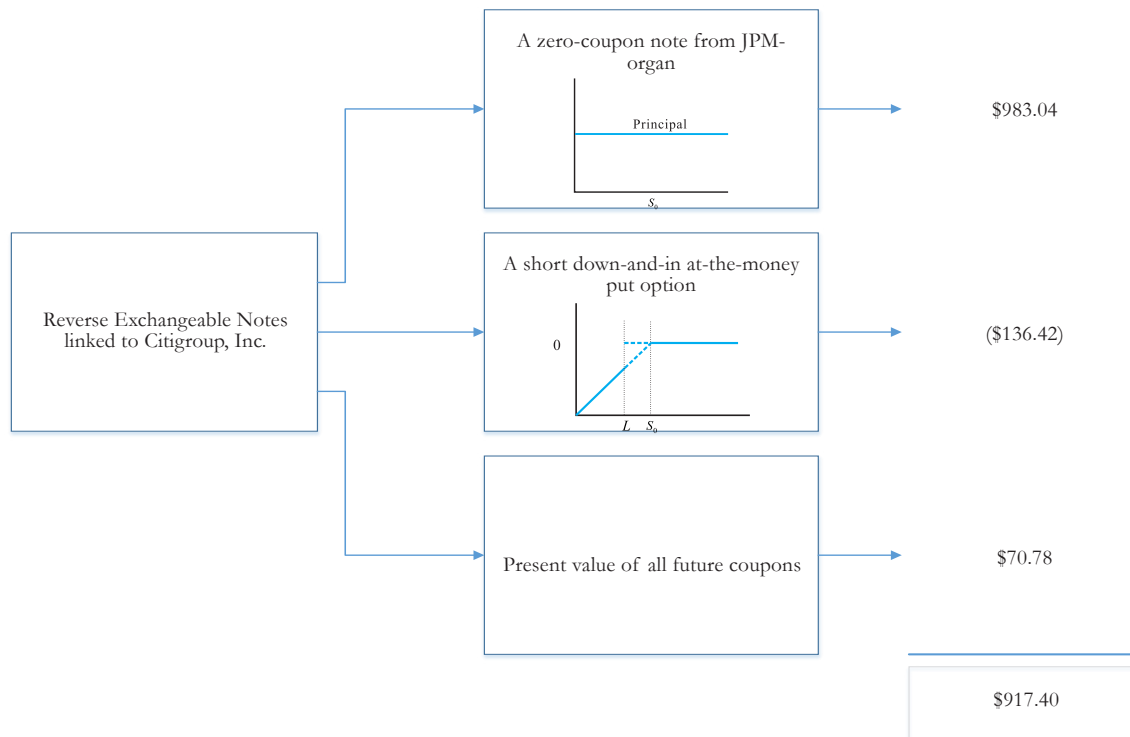 A zero-coupon note from JPM-
organ
Principal
S₀
$983.04
Reverse Exchangeable Notes
linked to Citigroup, Inc.
A short down-and-in at-the-money
put option
0
L S₀
($136.42)
Present value of all future coupons
$70.78
$917.40